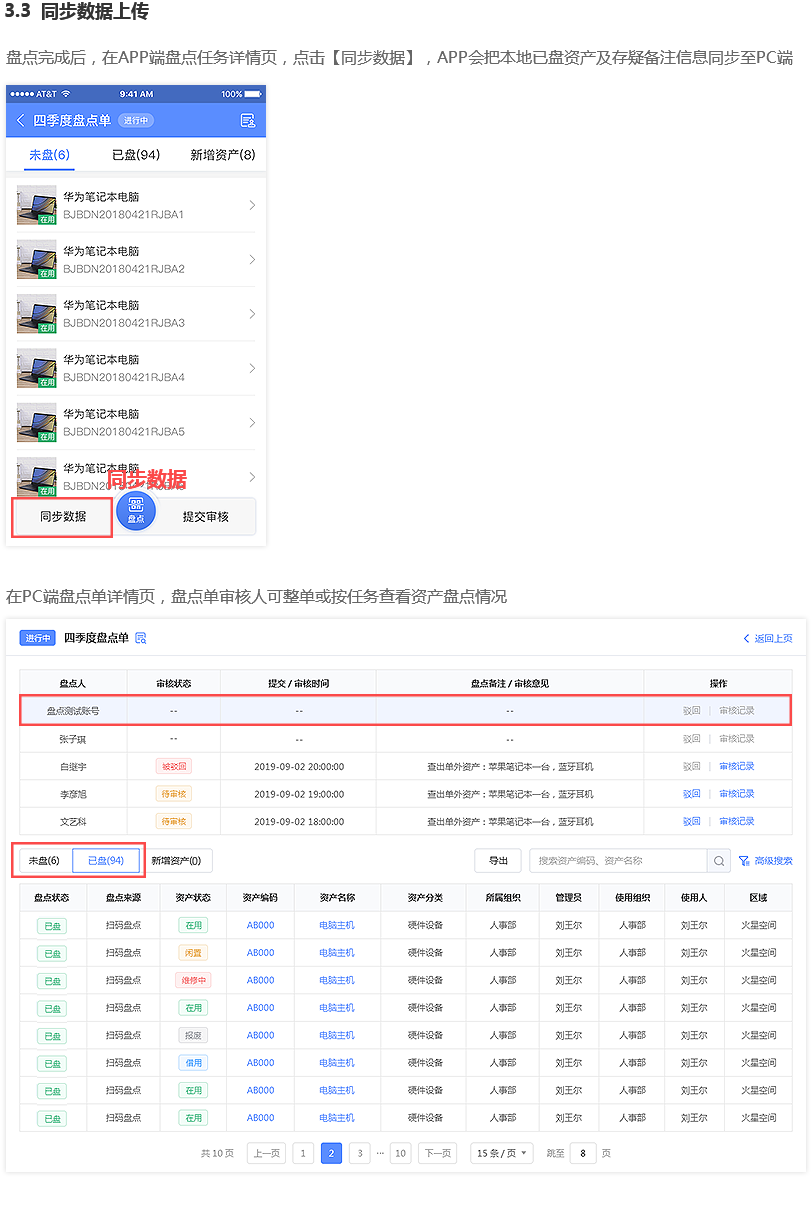 3.3 同步数据上传
盘点完成后，在APP端盘点任务详情页，点击【同步数据】，APP会把本地已盘资产及存疑备注信息同步至PC端
AT&T 9:41 AM 100%
四季度盘点单 进行中
未盘(6) 已盘(94) 新增资产(8)
华为笔记本电脑
BJBDN20180421RJBA1
在用
华为笔记本电脑
BJBDN20180421RJBA2
在用
华为笔记本电脑
BJBDN20180421RJBA3
在用
华为笔记本电脑
BJBDN20180421RJBA4
在用
华为笔记本电脑
BJBDN20180421RJBA5
在用
华为笔记本电脑
同步数据
在用
同步数据 盘点 提交审核
在PC端盘点单详情页，盘点单审核人可整单或按任务查看资产盘点情况
进行中 四季度盘点单 返回上页
盘点人 审核状态 提交 / 审核时间 盘点备注 / 审核意见 操作
盘点测试账号 -- -- -- 驳回 | 审核记录
张子琪 -- -- -- 驳回 | 审核记录
白继宇 被驳回 2019-09-02 20:00:00 查出单外资产：苹果笔记本一台，蓝牙耳机 驳回 | 审核记录
李彦旭 待审核 2019-09-02 19:00:00 查出单外资产：苹果笔记本一台，蓝牙耳机 驳回 | 审核记录
文艺科 待审核 2019-09-02 18:00:00 查出单外资产：苹果笔记本一台，蓝牙耳机 驳回 | 审核记录
未盘(6) 已盘(94) 新增资产(0) 导出 搜索资产编码、资产名称 高级搜索
盘点状态 盘点来源 资产状态 资产编码 资产名称 资产分类 所属组织 管理员 使用组织 使用人 区域
已盘 扫码盘点 在用 AB000 电脑主机 硬件设备 人事部 刘王尔 人事部 刘王尔 火星空间
已盘 扫码盘点 闲置 AB000 电脑主机 硬件设备 人事部 刘王尔 人事部 刘王尔 火星空间
已盘 扫码盘点 维修中 AB000 电脑主机 硬件设备 人事部 刘王尔 人事部 刘王尔 火星空间
已盘 扫码盘点 在用 AB000 电脑主机 硬件设备 人事部 刘王尔 人事部 刘王尔 火星空间
已盘 扫码盘点 报废 AB000 电脑主机 硬件设备 人事部 刘王尔 人事部 刘王尔 火星空间
已盘 扫码盘点 借用 AB000 电脑主机 硬件设备 人事部 刘王尔 人事部 刘王尔 火星空间
已盘 扫码盘点 在用 AB000 电脑主机 硬件设备 人事部 刘王尔 人事部 刘王尔 火星空间
已盘 扫码盘点 在用 AB000 电脑主机 硬件设备 人事部 刘王尔 人事部 刘王尔 火星空间
共 10 页 上一页 1 2 3 ··· 10 下一页 15 条 / 页 跳至 8 页